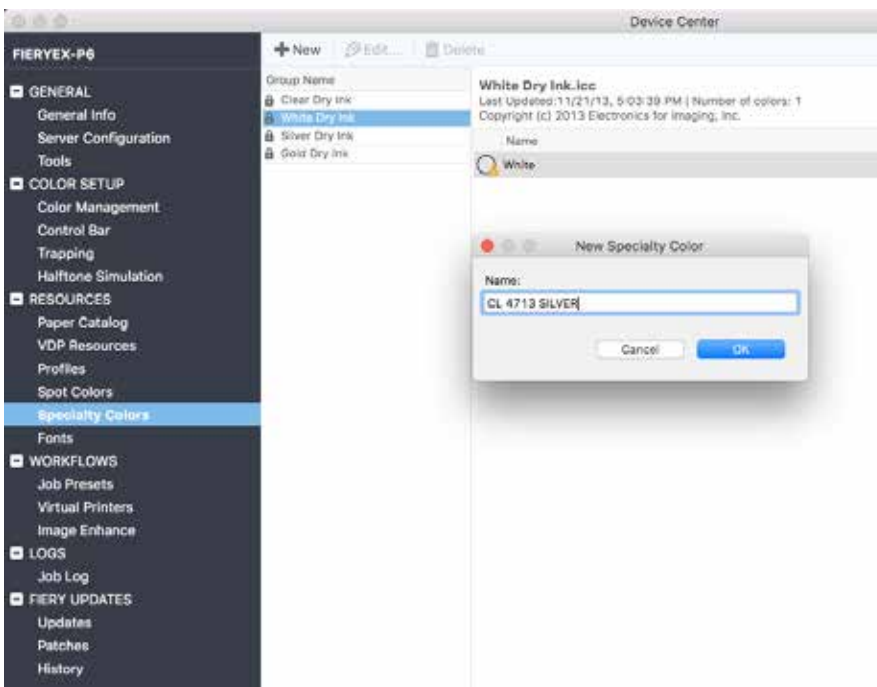 Device Center
FIERYEX-P6
GENERAL
General Info
Server Configuration
Tools
COLOR SETUP
Color Management
Control Bar
Trapping
Halftone Simulation
RESOURCES
Paper Catalog
VDP Resources
Profiles
Spot Colors
Specialty Colors
Fonts
WORKFLOWS
Job Presets
Virtual Printers
Image Enhance
LOGS
Job Log
FIERY UPDATES
Updates
Patches
History
New Edit... Delete
Group Name
Clear Dry Ink
White Dry Ink
Silver Dry Ink
Gold Dry Ink
White Dry Ink.icc
Last Updated:11/21/13, 5:03:39 PM | Number of colors: 1
Copyright (c) 2013 Electronics for Imaging, Inc.
Name
White
New Specialty Color
Name:
CL 4713 SILVER
Cancel OK